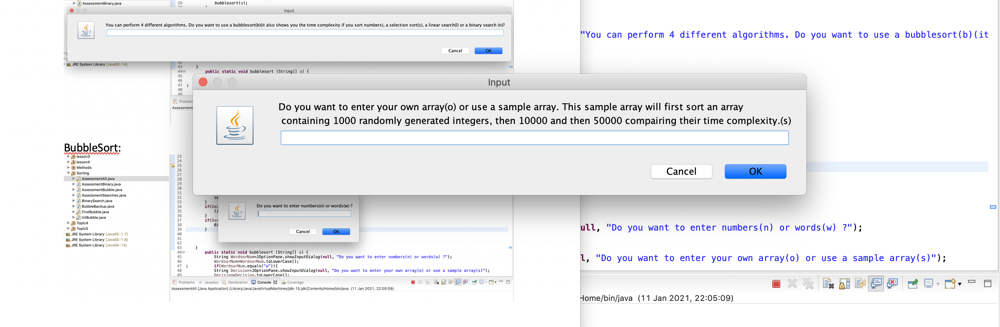 AssessmentBinary.java
29 bubblesort(a);
Input
You can perform 4 different algorithms. Do you want to use a bubblesort(b)(it also shows you the time complexity if you sort numbers), a selection sort(s), a linear search(l) or a binary search (n)?
Cancel OK
JRE System Library [JavaSE-14]
42
43 }
44 public static void bubblesort (String[] a) {
45
46
47 ;
48
49
Problem
Assessment
"You can perform 4 different algorithms. Do you want to use a bubblesort(b)(it
Input
Do you want to enter your own array(o) or use a sample array. This sample array will first sort an array
containing 1000 randomly generated integers, then 10000 and then 50000 compairing their time complexity.(s)
Cancel OK
BubbleSort:
lesson3
lesson4
Methods
Sorting
AssessmentAll.java
AssessmentBinary.java
AssessmentBubble.java
AssessmentSearches.java
BinarySearch.java
BubbleBackup.java
FirstBubble.java
IntBubble.java
Topic4
Topic5
JRE System Library [JavaSE-1.7]
JRE System Library [JavaSE-1.8]
JRE System Library [JavaSE-14]
23
24
25
26
27
28
29
30
31
32 se
33 }
34 if(Dec
35 li
36 }
37 if(Dec
38 Bi
39 }
40
41
42
43 }
44 public static void bubblesort (String[] a) {
45 String WordsorNum=JOptionPane.showInputDialog(null, "Do you want to enter numbers(n) or words(w) ?");
46 WordsorNum=WordsorNum.toLowerCase();
47 ; if(WordsorNum.equals("w")){
48 String Decision=JOptionPane.showInputDialog(null, "Do you want to enter your own array(o) or use a sample array(s)");
49 Decision=Decision.toLowerCase();
Do you want to enter numbers(n) or words(w) ?
Cancel OK
Problems @ Javadoc Declaration Console Coverage
AssessmentAll [Java Application] /Library/Java/JavaVirtualMachines/jdk-15.jdk/Contents/Home/bin/java (11 Jan 2021, 22:05:09)
ull, "Do you want to enter numbers(n) or words(w) ?");
l, "Do you want to enter your own array(o) or use a sample array(s)");
Home/bin/java (11 Jan 2021, 22:05:09)